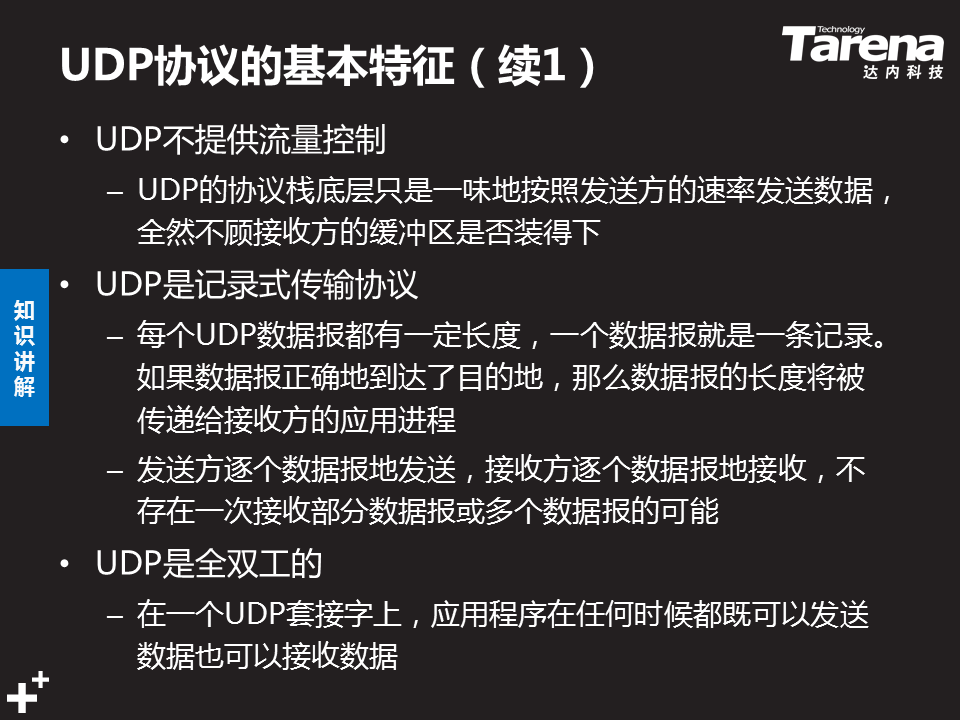 UDP协议的基本特征（续1）
Technology
Tarena
达内科技
• UDP不提供流量控制
– UDP的协议栈底层只是一味地按照发送方的速率发送数据，
全然不顾接收方的缓冲区是否装得下
• UDP是记录式传输协议
– 每个UDP数据报都有一定长度，一个数据报就是一条记录。
如果数据报正确地到达了目的地，那么数据报的长度将被
传递给接收方的应用进程
– 发送方逐个数据报地发送，接收方逐个数据报地接收，不
存在一次接收部分数据报或多个数据报的可能
• UDP是全双工的
– 在一个UDP套接字上，应用程序在任何时候都既可以发送
数据也可以接收数据
知
识
讲
解